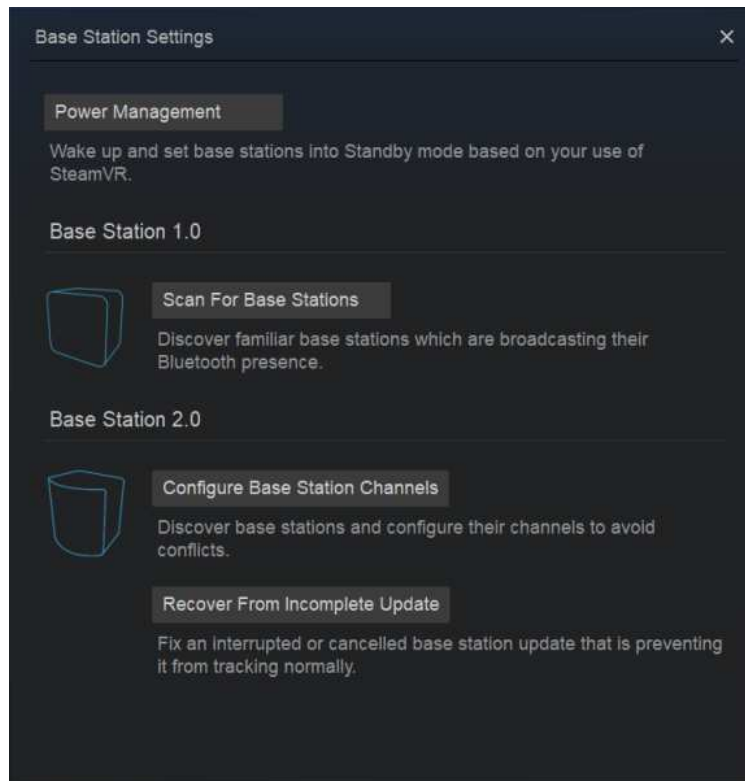 Base Station Settings
Power Management
Wake up and set base stations into Standby mode based on your use of
SteamVR.
Base Station 1.0
Scan For Base Stations
Discover familiar base stations which are broadcasting their
Bluetooth presence.
Base Station 2.0
Configure Base Station Channels
Discover base stations and configure their channels to avoid
conflicts.
Recover From Incomplete Update
Fix an interrupted or cancelled base station update that is preventing
it from tracking normally.